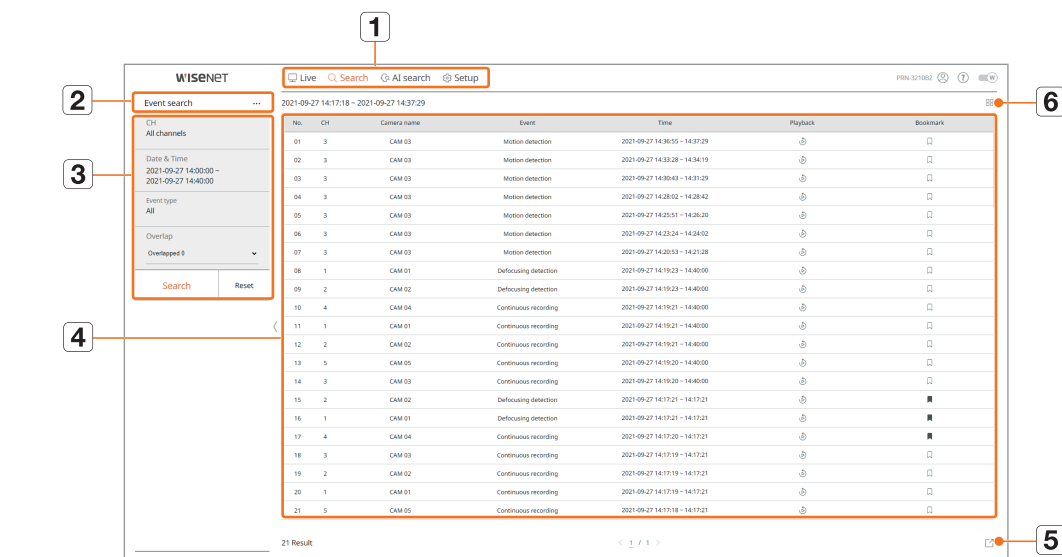 1
WISENET
Live Search AI search Setup
PRN-3210B2 ? W
2
Event search ...
2021-09-27 14:17:18 ~ 2021-09-27 14:37:29
6
CH
All channels
3
Date & Time
2021-09-27 14:00:00 ~
2021-09-27 14:40:00
Event type
All
Overlap
Overlapped 0
Search Reset
4
No. CH Camera name Event Time Playback Bookmark
01 3 CAM 03 Motion detection 2021-09-27 14:36:55 ~ 14:37:29
02 3 CAM 03 Motion detection 2021-09-27 14:33:28 ~ 14:34:19
03 3 CAM 03 Motion detection 2021-09-27 14:30:43 ~ 14:31:29
04 3 CAM 03 Motion detection 2021-09-27 14:28:02 ~ 14:28:42
05 3 CAM 03 Motion detection 2021-09-27 14:25:51 ~ 14:26:20
06 3 CAM 03 Motion detection 2021-09-27 14:23:24 ~ 14:24:02
07 3 CAM 03 Motion detection 2021-09-27 14:20:53 ~ 14:21:28
08 1 CAM 01 Defocusing detection 2021-09-27 14:19:23 ~ 14:40:00
09 2 CAM 02 Defocusing detection 2021-09-27 14:19:23 ~ 14:40:00
10 4 CAM 04 Continuous recording 2021-09-27 14:19:21 ~ 14:40:00
11 1 CAM 01 Continuous recording 2021-09-27 14:19:21 ~ 14:40:00
12 2 CAM 02 Continuous recording 2021-09-27 14:19:21 ~ 14:40:00
13 5 CAM 05 Continuous recording 2021-09-27 14:19:20 ~ 14:40:00
14 3 CAM 03 Continuous recording 2021-09-27 14:19:20 ~ 14:40:00
15 2 CAM 02 Defocusing detection 2021-09-27 14:17:21 ~ 14:17:21
16 1 CAM 01 Defocusing detection 2021-09-27 14:17:21 ~ 14:17:21
17 4 CAM 04 Continuous recording 2021-09-27 14:17:20 ~ 14:17:21
18 3 CAM 03 Continuous recording 2021-09-27 14:17:19 ~ 14:17:21
19 2 CAM 02 Continuous recording 2021-09-27 14:17:19 ~ 14:17:21
20 1 CAM 01 Continuous recording 2021-09-27 14:17:19 ~ 14:17:21
21 5 CAM 05 Continuous recording 2021-09-27 14:17:18 ~ 14:17:21
21 Result
< 1 / 1 >
5